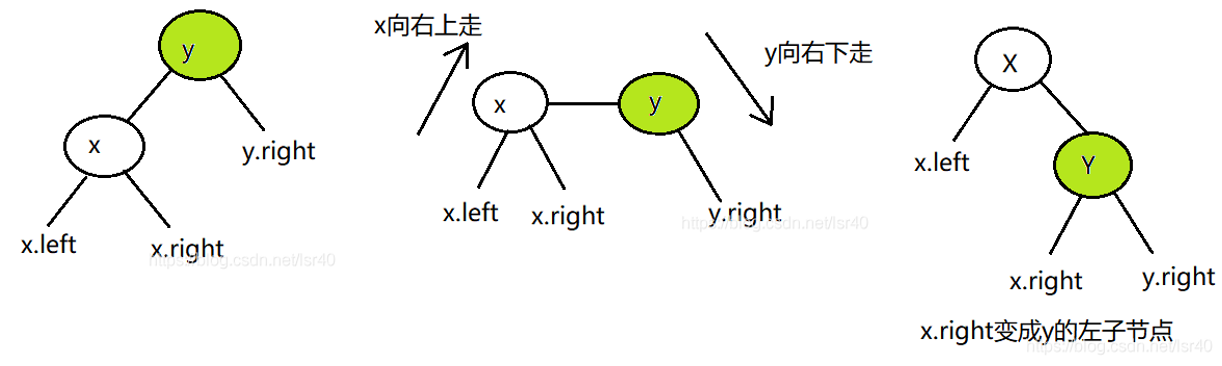 y
x
y.right
x.left
x.right
https://blog.csdn.net/lsr40
x向右上走
y向右下走
x
y
x.left
x.right
y.right
https://blog.csdn.net/lsr40
X
x.left
Y
x.right
y.right
x.right变成y的左子节点
https://blog.csdn.net/lsr40